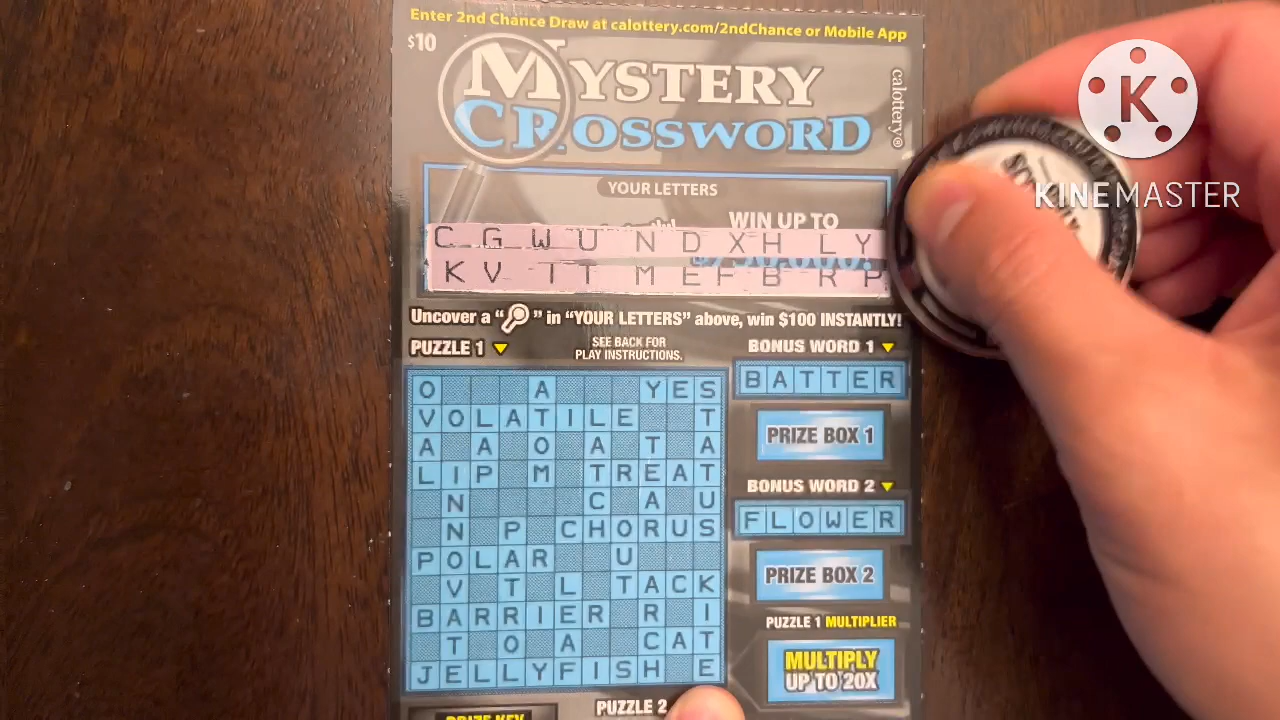 Enter 2nd Chance Draw at calottery.com/2ndChance or Mobile App
$10
MYSTERY
CROSSWORD
calottery®
YOUR LETTERS
WIN UP TO
C G W U N D X H L Y
K V I T M E F B R P
Uncover a " " in "YOUR LETTERS" above, win $100 INSTANTLY!
PUZZLE 1
SEE BACK FOR
PLAY INSTRUCTIONS.
O A YES
VOLATILE T
A A O A T A
LIP M TREAT
N C A U
N P CHORUS
POLAR U
V T L TACK
BARRIER R I
T O A CAT
JELLYFISH E
BONUS WORD 1
BATTER
PRIZE BOX 1
BONUS WORD 2
FLOWER
PRIZE BOX 2
PUZZLE 1 MULTIPLIER
MULTIPLY
UP TO 20X
PUZZLE 2
PRIZE KEY
K
KINEMASTER